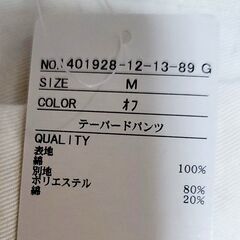 NO. 401928-12-13-89 G
SIZE M
COLOR オフ
テーパードパンツ
QUALITY
表地
綿 100%
別地
ポリエステル 80%
綿 20%